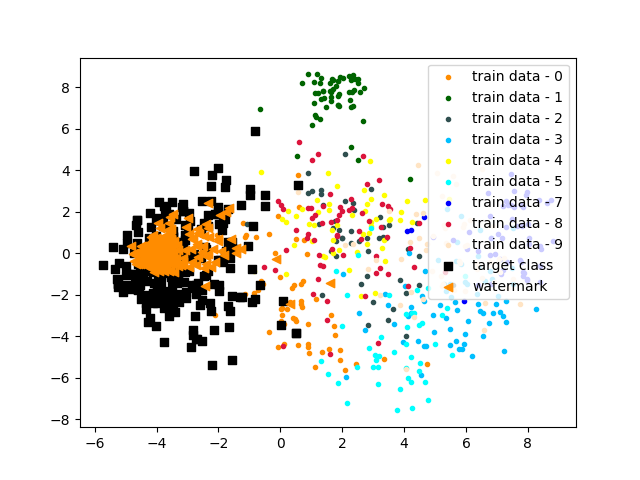 8
6
4
2
0
−2
−4
−6
−8
−6
−4
−2
0
2
4
6
8
train data - 0
train data - 1
train data - 2
train data - 3
train data - 4
train data - 5
train data - 7
train data - 8
train data - 9
target class
watermark